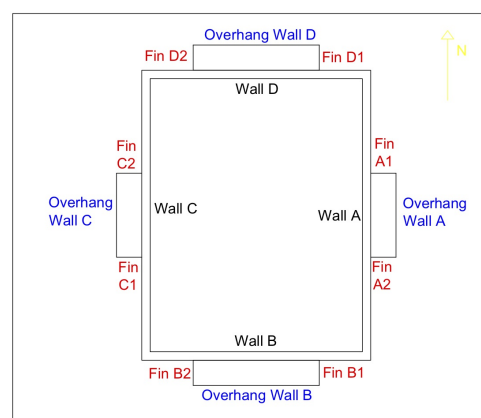 Overhang Wall D
Fin D2
Fin D1
N
Wall D
Fin
C2
Fin
A1
Overhang
Wall C
Wall C
Wall A
Overhang
Wall A
Fin
C1
Fin
A2
Wall B
Fin B2
Fin B1
Overhang Wall B